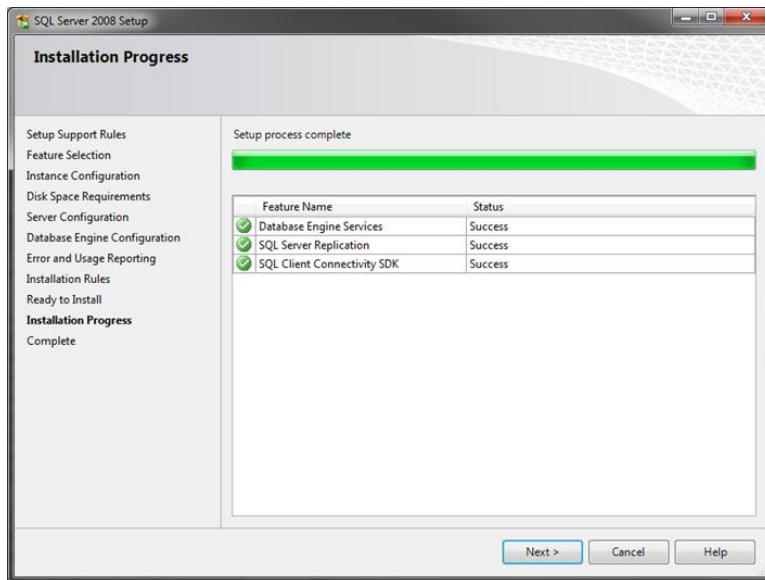 SQL Server 2008 Setup
Installation Progress
Setup Support Rules
Feature Selection
Instance Configuration
Disk Space Requirements
Server Configuration
Database Engine Configuration
Error and Usage Reporting
Installation Rules
Ready to Install
Installation Progress
Complete
Setup process complete
Feature Name Status
Database Engine Services Success
SQL Server Replication Success
SQL Client Connectivity SDK Success
Next > Cancel Help